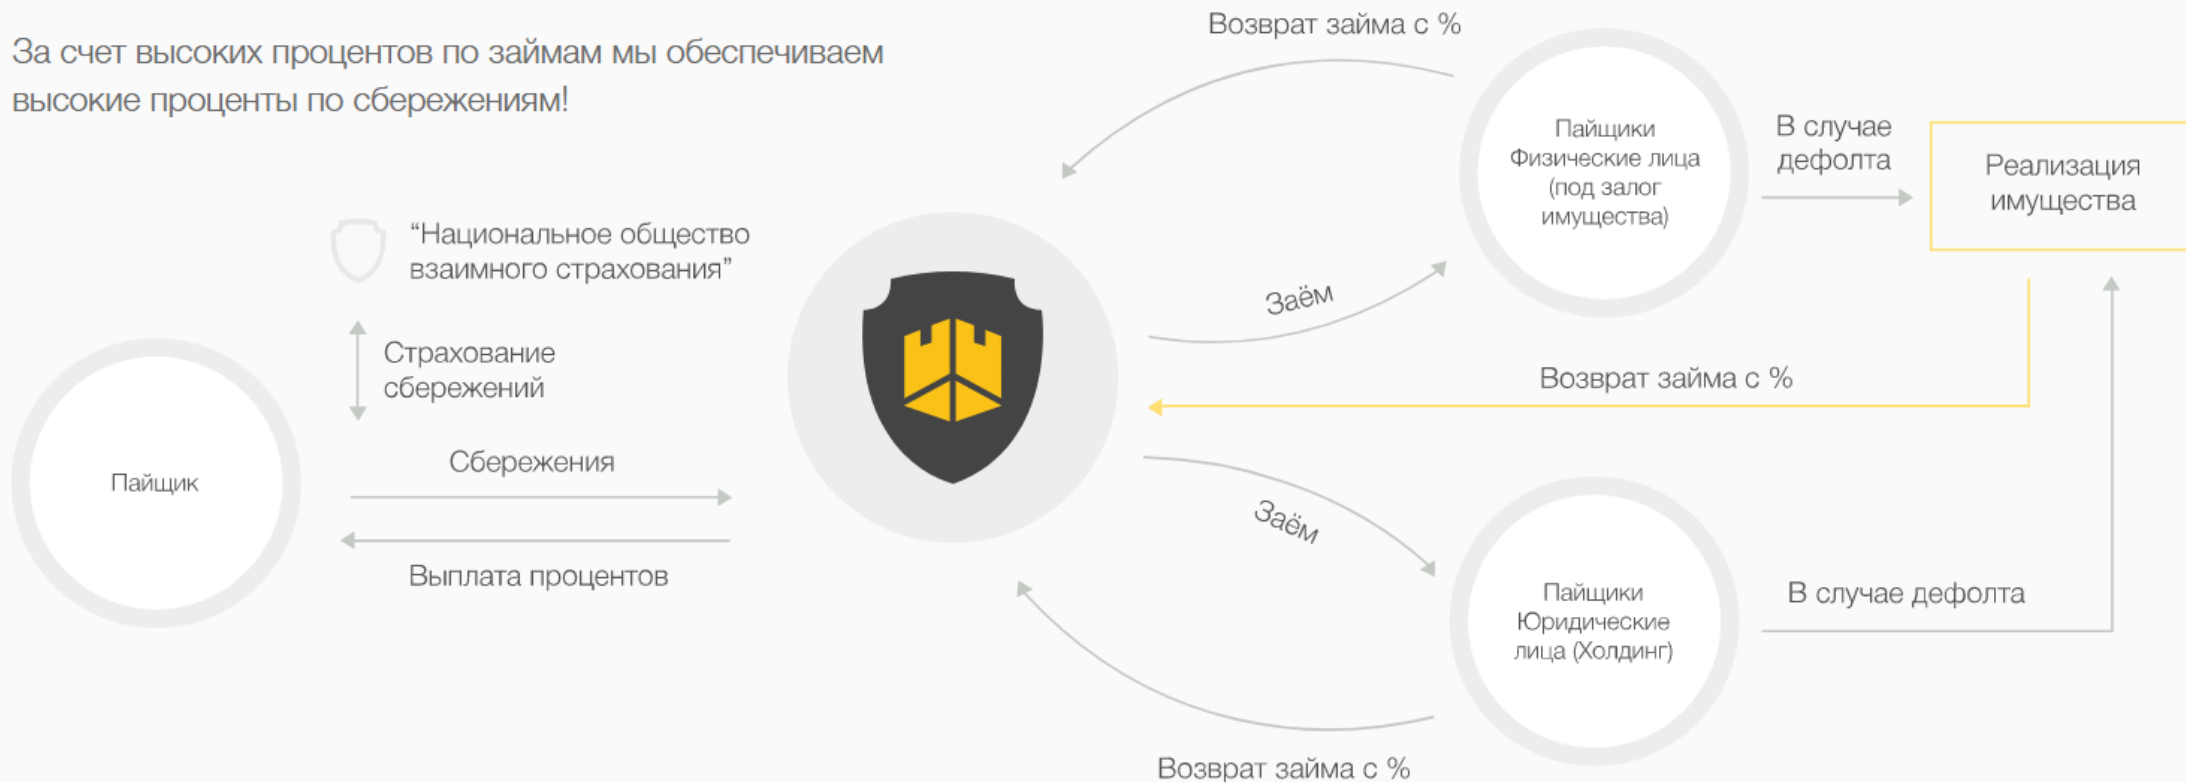 За счет высоких процентов по займам мы обеспечиваем
высокие проценты по сбережениям!
Возврат займа с %
Пайщики
Физические лица
(под залог
имущества)
В случае
дефолта
Реализация
имущества
“Национальное общество
взаимного страхования”
Заём
Страхование
сбережений
Возврат займа с %
Пайщик
Сбережения
Выплата процентов
Заём
Пайщики
Юридические
лица (Холдинг)
В случае дефолта
Возврат займа с %